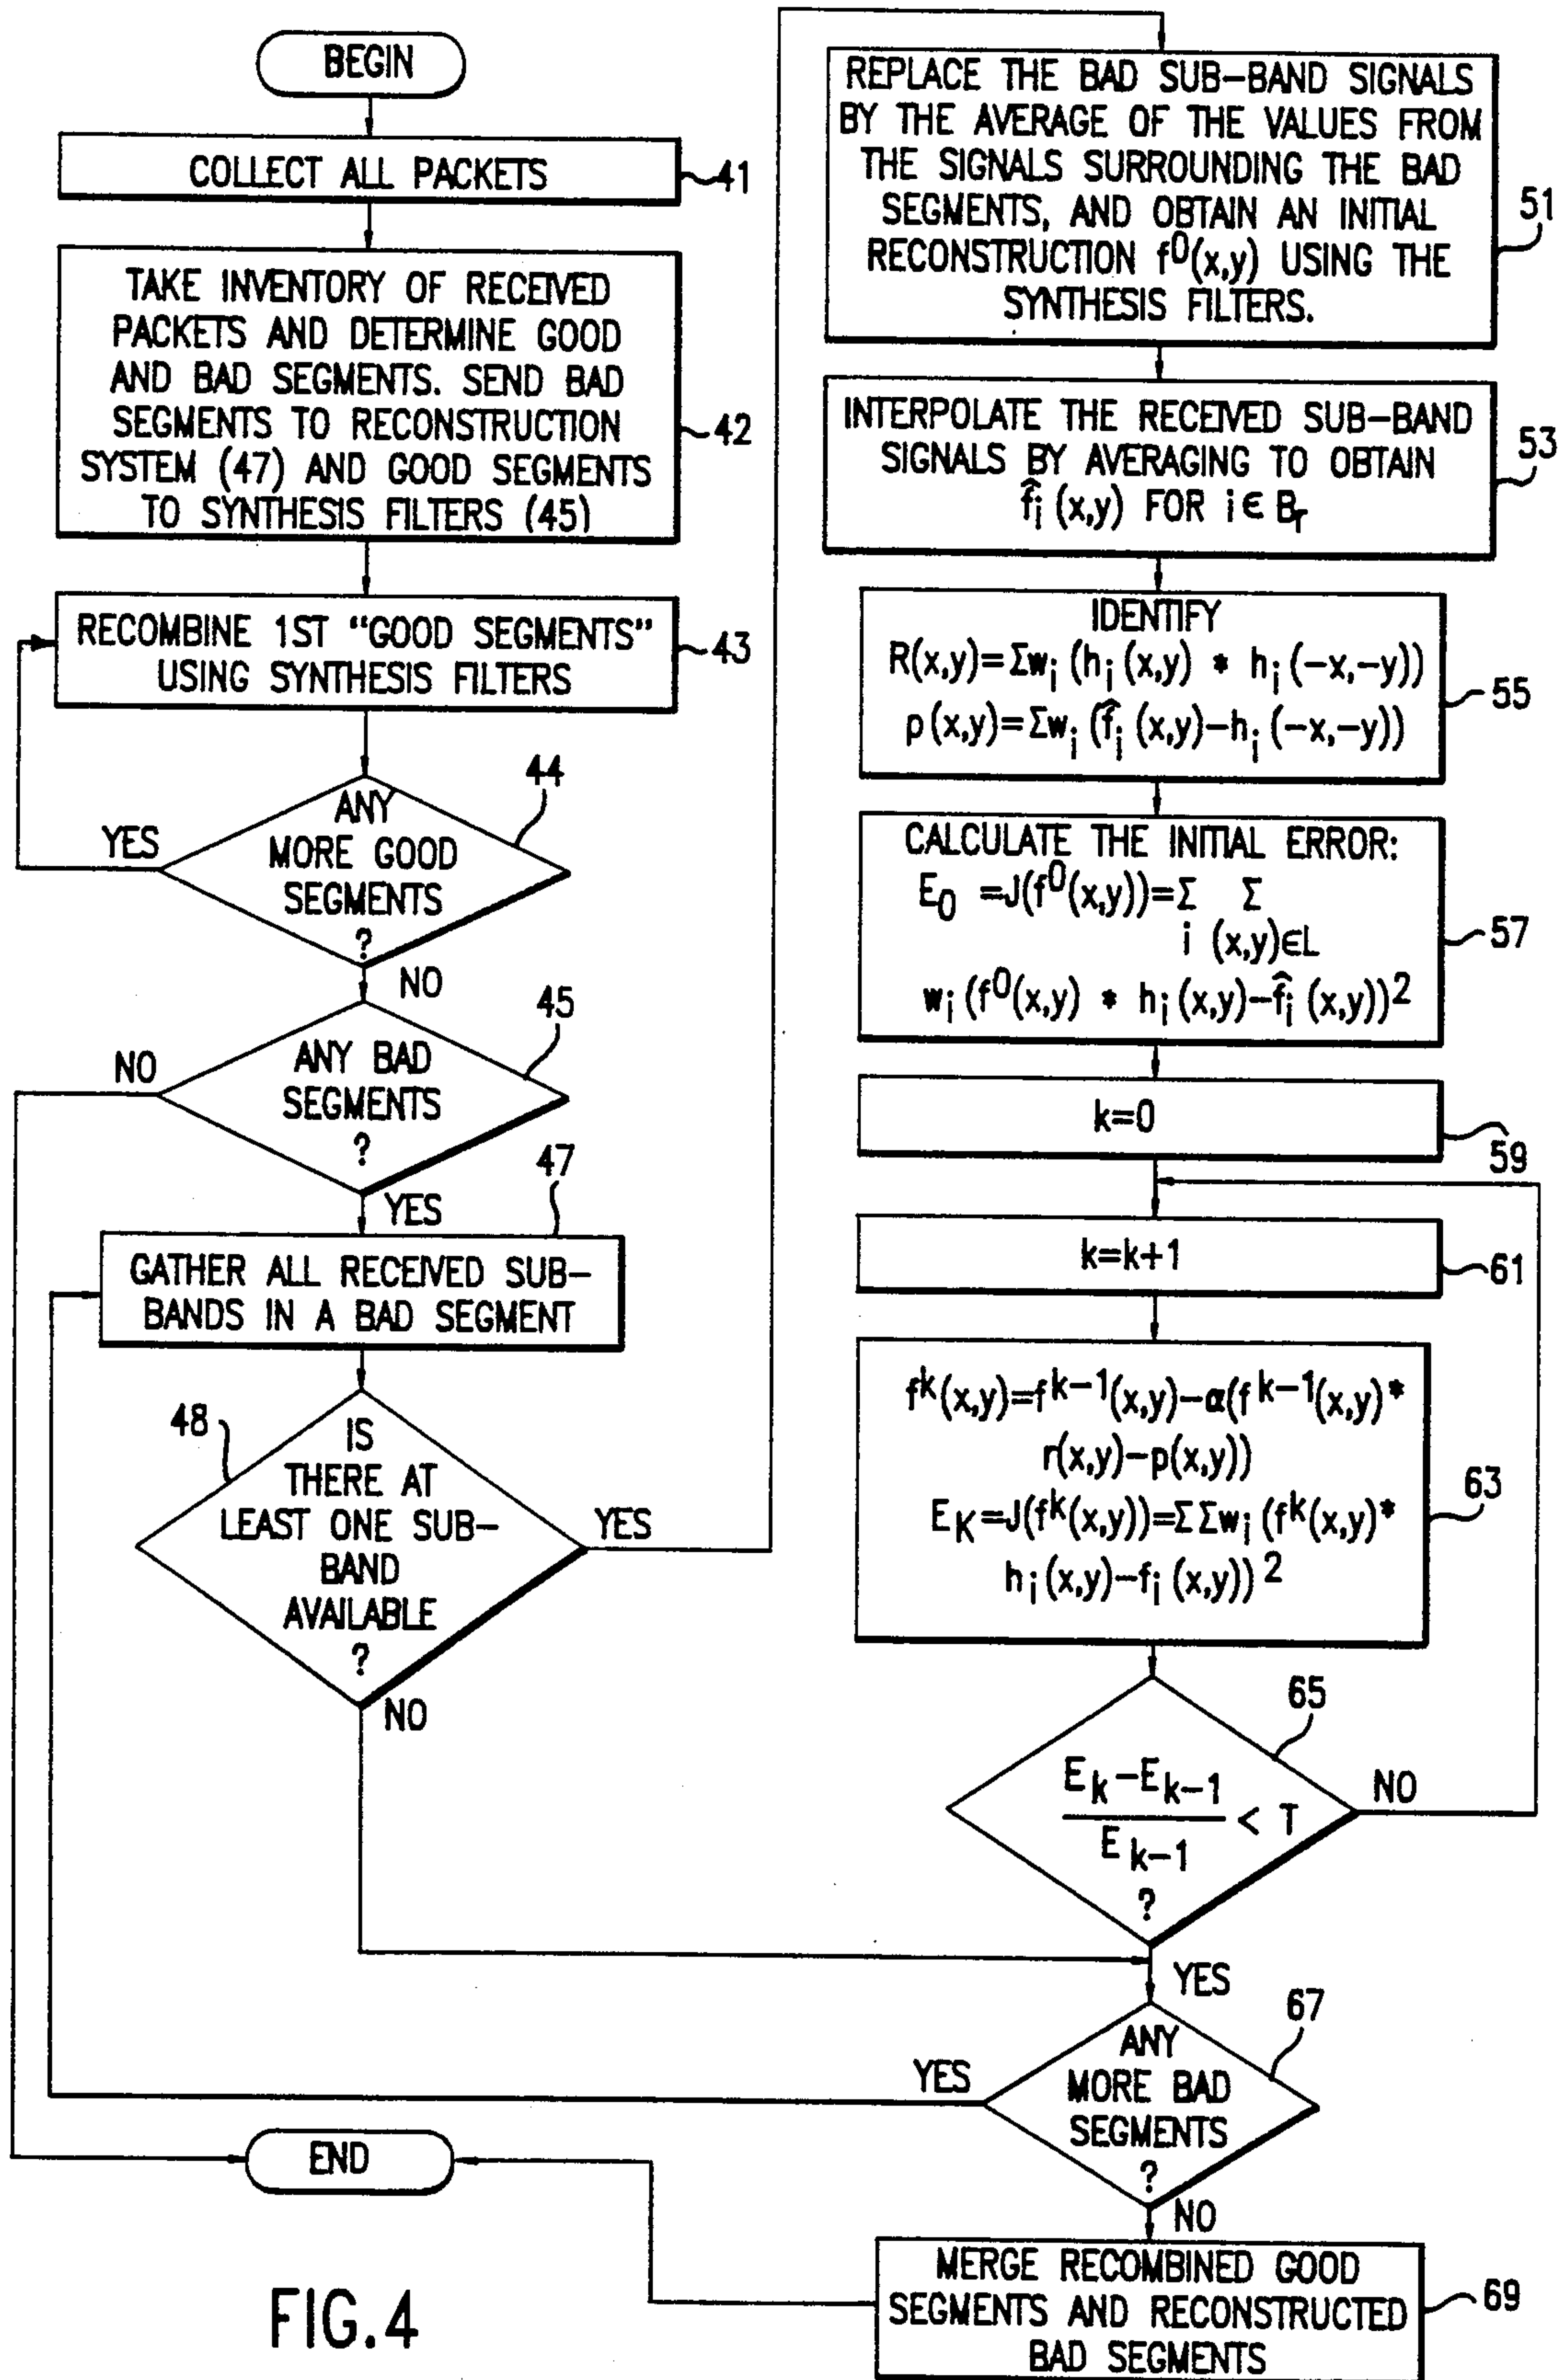 BEGIN
COLLECT ALL PACKETS
41
TAKE INVENTORY OF RECEIVED
PACKETS AND DETERMINE GOOD
AND BAD SEGMENTS. SEND BAD
SEGMENTS TO RECONSTRUCTION
SYSTEM (47) AND GOOD SEGMENTS
TO SYNTHESIS FILTERS (45)
42
RECOMBINE 1ST "GOOD SEGMENTS"
USING SYNTHESIS FILTERS
43
ANY
MORE GOOD
SEGMENTS
?
44
YES
NO
ANY BAD
SEGMENTS
?
45
NO
YES
47
GATHER ALL RECEIVED SUB-
BANDS IN A BAD SEGMENT
48
IS
THERE AT
LEAST ONE SUB-
BAND
AVAILABLE
?
YES
NO
REPLACE THE BAD SUB-BAND SIGNALS
BY THE AVERAGE OF THE VALUES FROM
THE SIGNALS SURROUNDING THE BAD
SEGMENTS, AND OBTAIN AN INITIAL
RECONSTRUCTION f⁰(x,y) USING THE
SYNTHESIS FILTERS.
51
INTERPOLATE THE RECEIVED SUB-BAND
SIGNALS BY AVERAGING TO OBTAIN
f̂ᵢ (x,y) FOR i ∈ Bᵣ
53
IDENTIFY
R(x,y)=Σwᵢ (hᵢ (x,y) * hᵢ (-x,-y))
p(x,y)=Σwᵢ (f̂ᵢ (x,y)-hᵢ (-x,-y))
55
CALCULATE THE INITIAL ERROR:
E₀ =J(f⁰(x,y))=Σ Σ
i (x,y)∈L
wᵢ (f⁰(x,y) * hᵢ (x,y)-f̂ᵢ (x,y))²
57
k=0
59
k=k+1
61
fᵏ(x,y)=fᵏ⁻¹(x,y)-α(fᵏ⁻¹(x,y)*
r(x,y)-p(x,y))
E_K=J(fᵏ(x,y))=ΣΣwᵢ (fᵏ(x,y)*
hᵢ (x,y)-fᵢ (x,y))²
63
65
E_k -E_k-1
< T
E_k-1
?
NO
YES
67
ANY
MORE BAD
SEGMENTS
?
YES
NO
MERGE RECOMBINED GOOD
SEGMENTS AND RECONSTRUCTED
BAD SEGMENTS
69
END
FIG.4